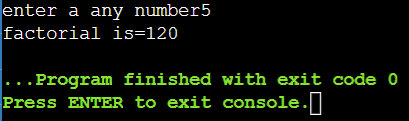 enter a any number5
factorial is=120
...Program finished with exit code 0
Press ENTER to exit console.